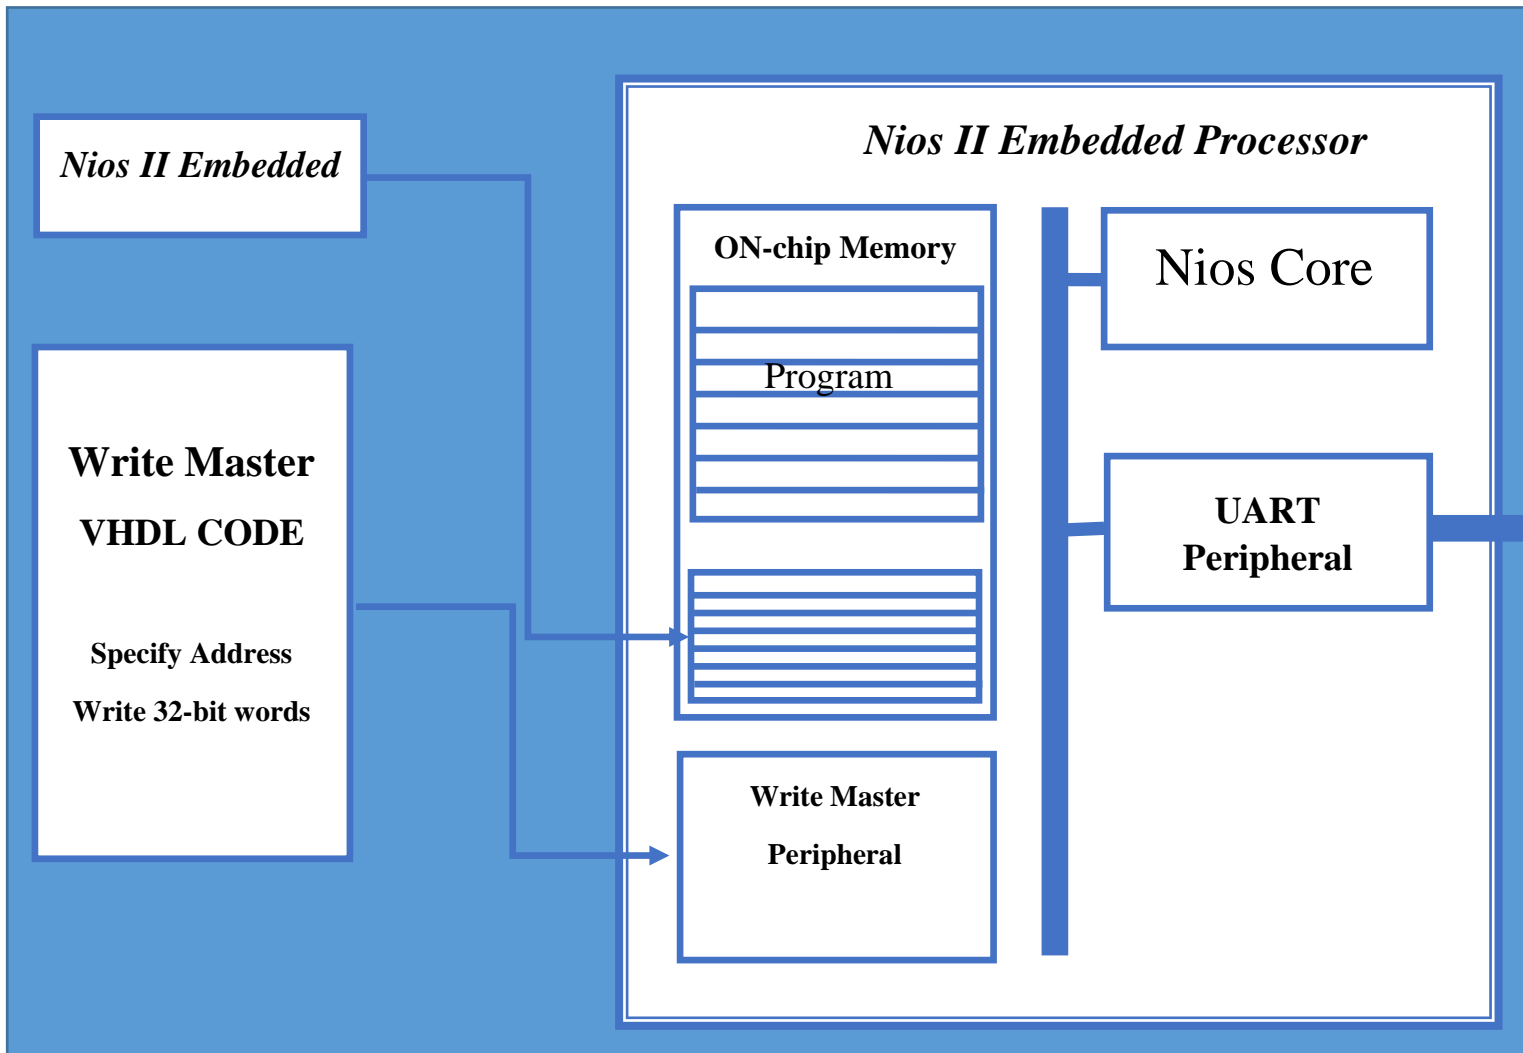 Nios II Embedded
Write Master
VHDL CODE
Specify Address
Write 32-bit words
Nios II Embedded Processor
ON-chip Memory
Program
Write Master
Peripheral
Nios Core
UART
Peripheral